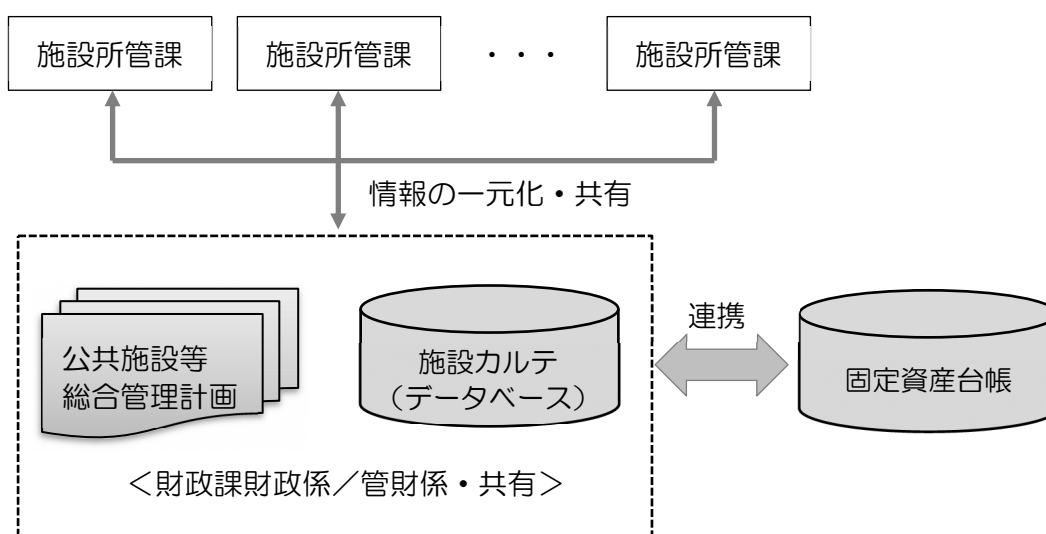 施設所管課
施設所管課
・・・
施設所管課
情報の一元化・共有
公共施設等
総合管理計画
施設カルテ
（データベース）
連携
固定資産台帳
＜財政課財政係／管財係・共有＞